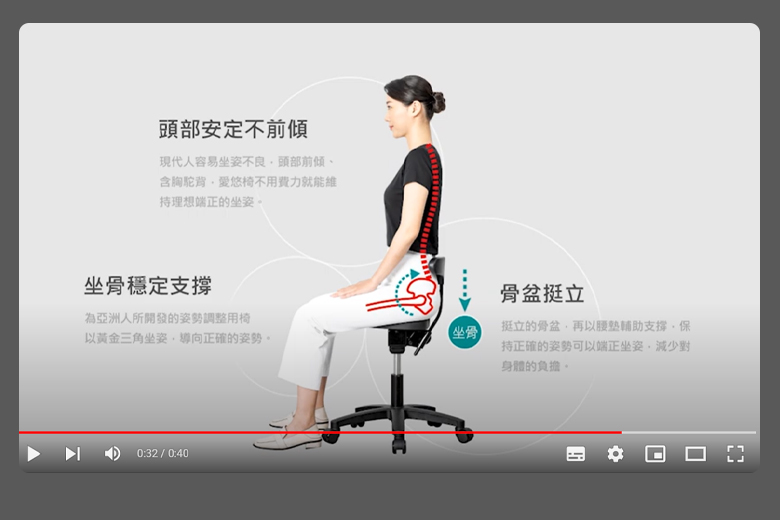 頭部安定不前傾
現代人容易坐姿不良，頭部前傾、
含胸駝背，愛悠椅不用費力就能維
持理想端正的坐姿。
坐骨穩定支撐
為亞洲人所開發的姿勢調整用椅
以黃金三角坐姿，導向正確的姿勢。
骨盆挺立
挺立的骨盆，再以腰墊輔助支撐，保
持正確的姿勢可以端正坐姿，減少對
身體的負擔。
坐骨
0:32 / 0:40